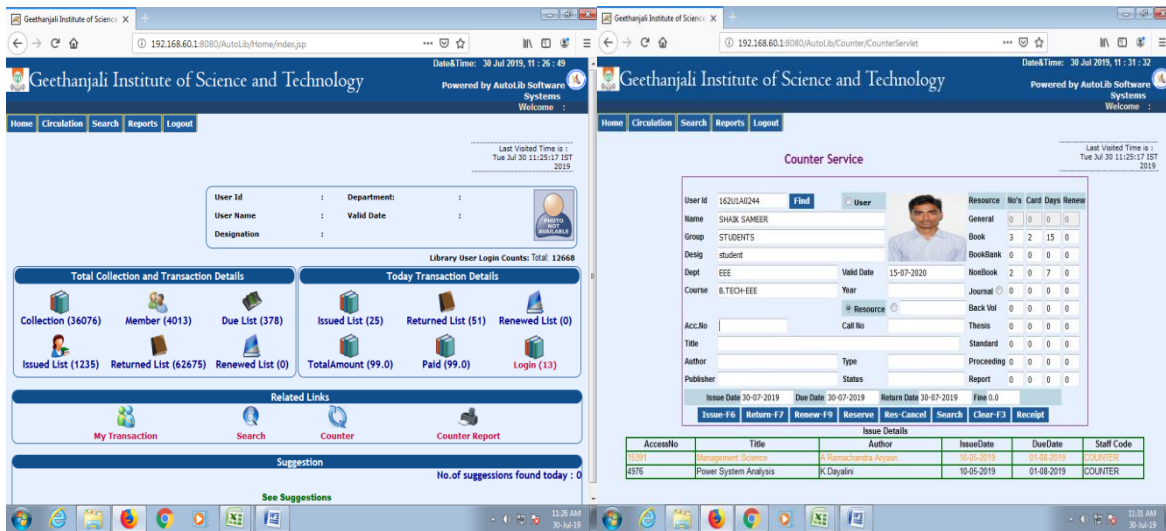 Geethanjali Institute of Science
192.168.60.1:8080/AutoLib/Home/index.jsp
Date&Time: 30 Jul 2019, 11 : 26 : 49
Geethanjali Institute of Science and Technology
Powered by AutoLib Software
Systems
Welcome :
Home Circulation Search Reports Logout
Last Visited Time is :
Tue Jul 30 11:25:17 IST
2019
User Id : Department: :
User Name : Valid Date :
Designation :
PHOTO
NOT
AVAILABLE
Library User Login Counts: Total: 12668
Total Collection and Transaction Details
Collection (36076) Member (4013) Due List (378)
Issued List (1235) Returned List (62675) Renewed List (0)
Today Transaction Details
Issued List (25) Returned List (51) Renewed List (0)
TotalAmount (99.0) Paid (99.0) Login (13)
Related Links
My Transaction Search Counter Counter Report
Suggestion
No.of suggestions found today : 0
See Suggestions
11:26 AM
30-Jul-19
Geethanjali Institute of Science
192.168.60.1:8080/AutoLib/Counter/CounterServlet
Date&Time: 30 Jul 2019, 11 : 31 : 32
Geethanjali Institute of Science and Technology
Powered by AutoLib Software
Systems
Welcome :
Home Circulation Search Reports Logout
Last Visited Time is :
Tue Jul 30 11:25:17 IST
2019
Counter Service
User Id 162U1A0244 Find User Resource No's Card Days Renew
Name SHAIK SAMEER General 0 0 0 0
Group STUDENTS Book 3 2 15 0
Desig student BookBank 0 0 0 0
Dept EEE Valid Date 15-07-2020 NonBook 2 0 7 0
Course B.TECH-EEE Year Journal 0 0 0 0
Resource Back Vol 0 0 0 0
Acc.No Call No Thesis 0 0 0 0
Title Standard 0 0 0 0
Author Type Proceeding 0 0 0 0
Publisher Status Report 0 0 0 0
Issue Date 30-07-2019 Due Date 30-07-2019 Return Date 30-07-2019 Fine 0.0
Issue-F6 Return-F7 Renew-F9 Reserve Res-Cancel Search Clear-F3 Receipt
Issue Details
AccessNo Title Author IssueDate DueDate Staff Code
15391 Management Science A.Ramachandra Aryasri 10-05-2019 01-08-2019 COUNTER
4976 Power System Analysis K.Dayalini 10-05-2019 01-08-2019 COUNTER
11:31 AM
30-Jul-19